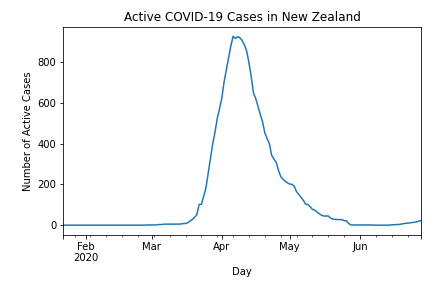 Active COVID-19 Cases in New Zealand
Number of Active Cases
800
600
400
200
0
Feb
2020
Mar
Apr
May
Jun
Day